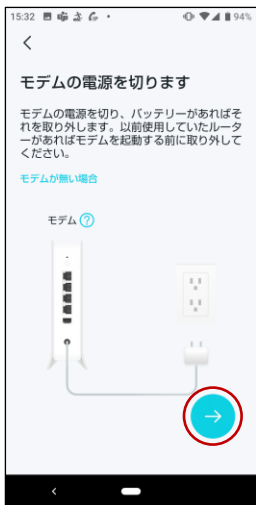 15:32
94%
モデムの電源を切ります
モデムの電源を切り、バッテリーがあればそ
れを取り外します。以前使用していたルータ
ーがあればモデムを起動する前に取り外して
ください。
モデムが無い場合
モデム ?